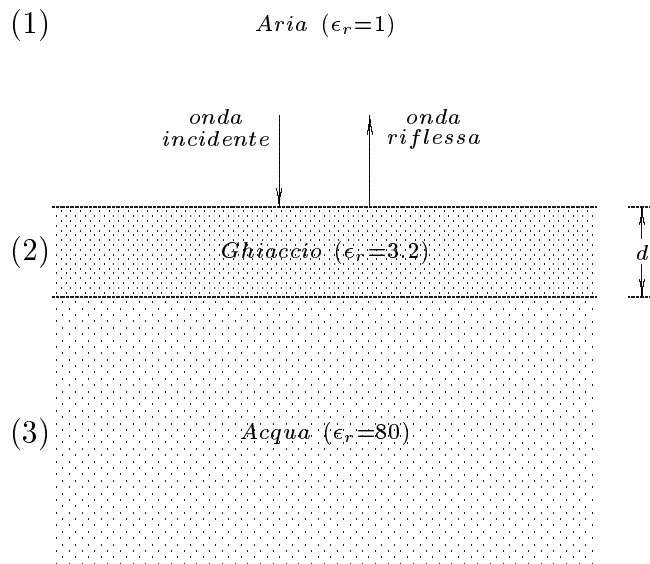 (1)
Aria (ϵr=1)
onda
incidente
onda
riflessa
(2)
Ghiaccio (ϵr=3.2)
d
(3)
Acqua (ϵr=80)